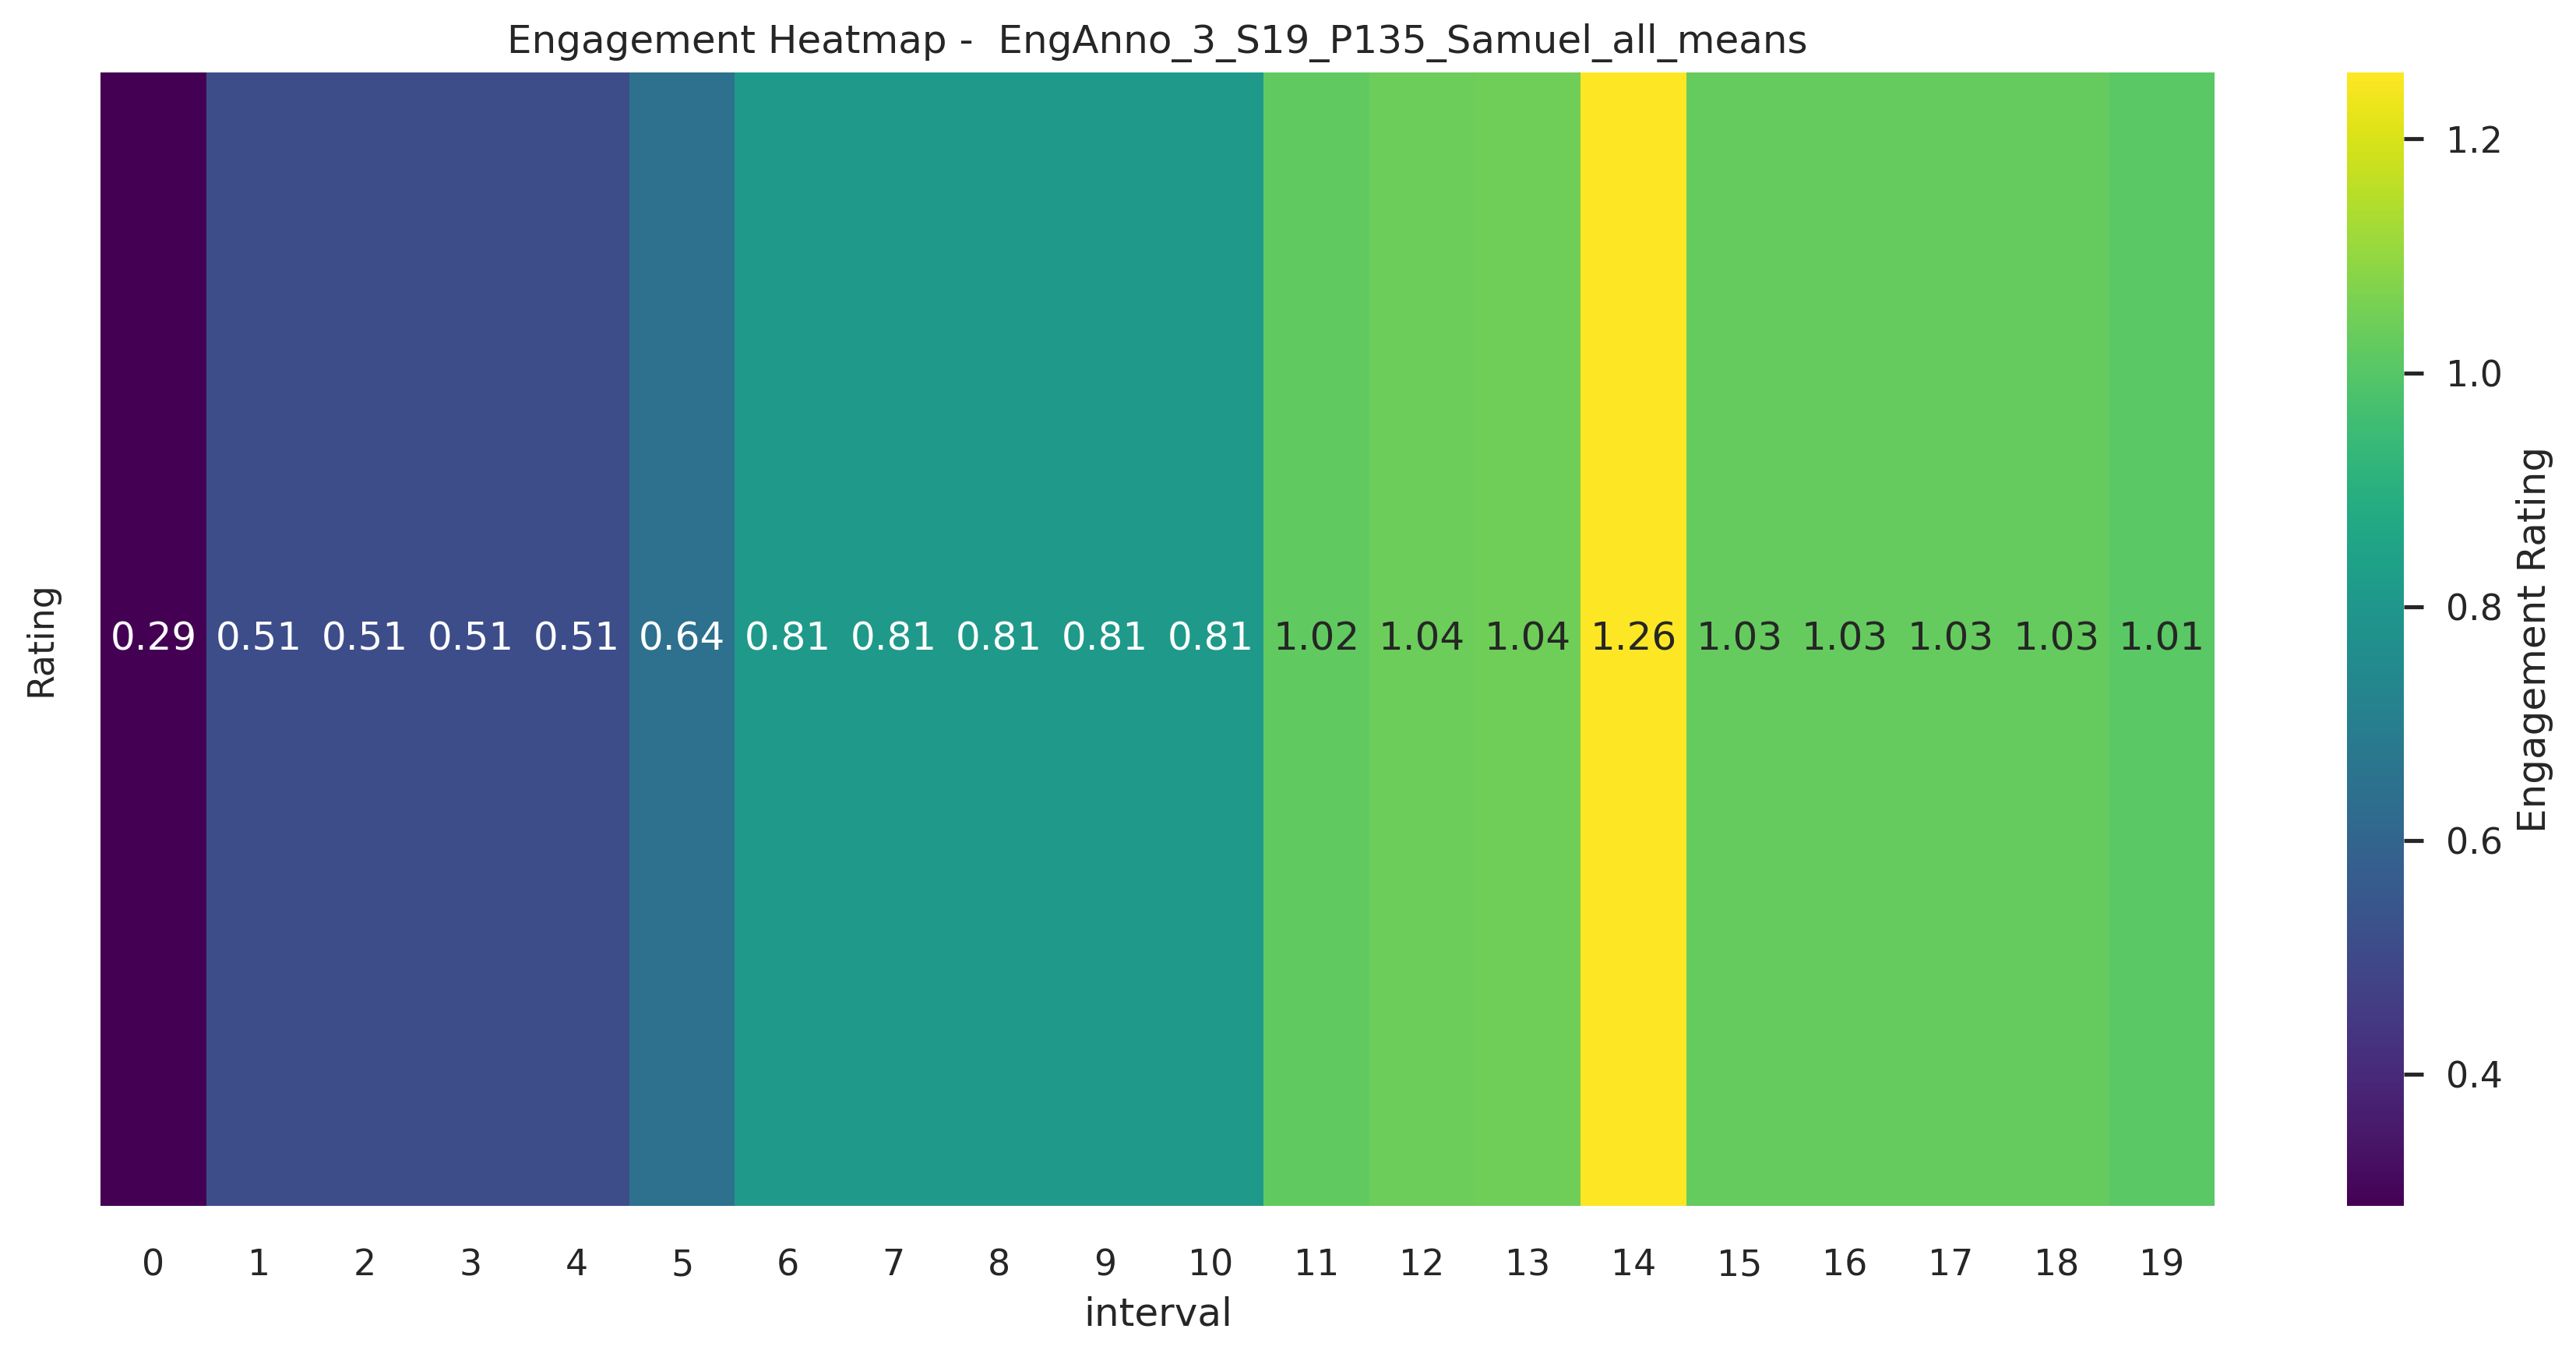 Engagement Heatmap -  EngAnno_3_S19_P135_Samuel_all_means
Rating
0.29 0.51 0.51 0.51 0.51 0.64 0.81 0.81 0.81 0.81 0.81 1.02 1.04 1.04 1.26 1.03 1.03 1.03 1.03 1.01
0 1 2 3 4 5 6 7 8 9 10 11 12 13 14 15 16 17 18 19
interval
1.2
1.0
0.8
0.6
0.4
Engagement Rating